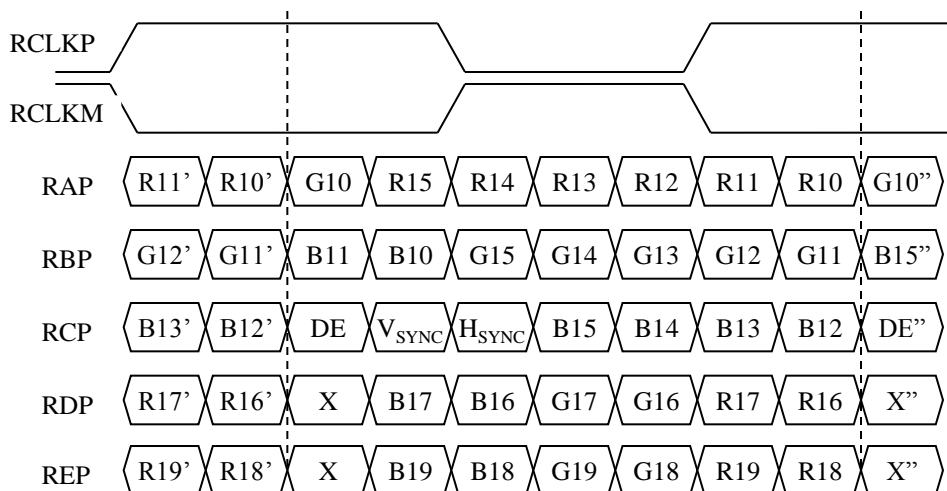 RCLKP
RCLKM
RAP R11’ R10’ G10 R15 R14 R13 R12 R11 R10 G10”
RBP G12’ G11’ B11 B10 G15 G14 G13 G12 G11 B15”
RCP B13’ B12’ DE VSYNC HSYNC B15 B14 B13 B12 DE”
RDP R17’ R16’ X B17 B16 G17 G16 R17 R16 X”
REP R19’ R18’ X B19 B18 G19 G18 R19 R18 X”